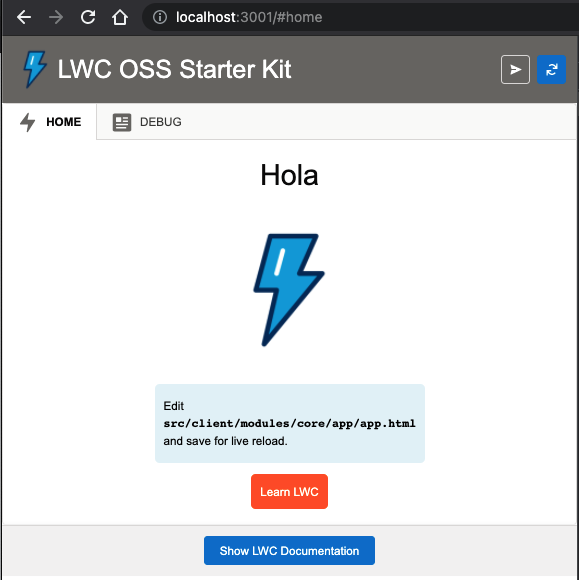 localhost:3001/#home
LWC OSS Starter Kit
HOME
DEBUG
Hola
Edit
src/client/modules/core/app/app.html
and save for live reload.
Learn LWC
Show LWC Documentation